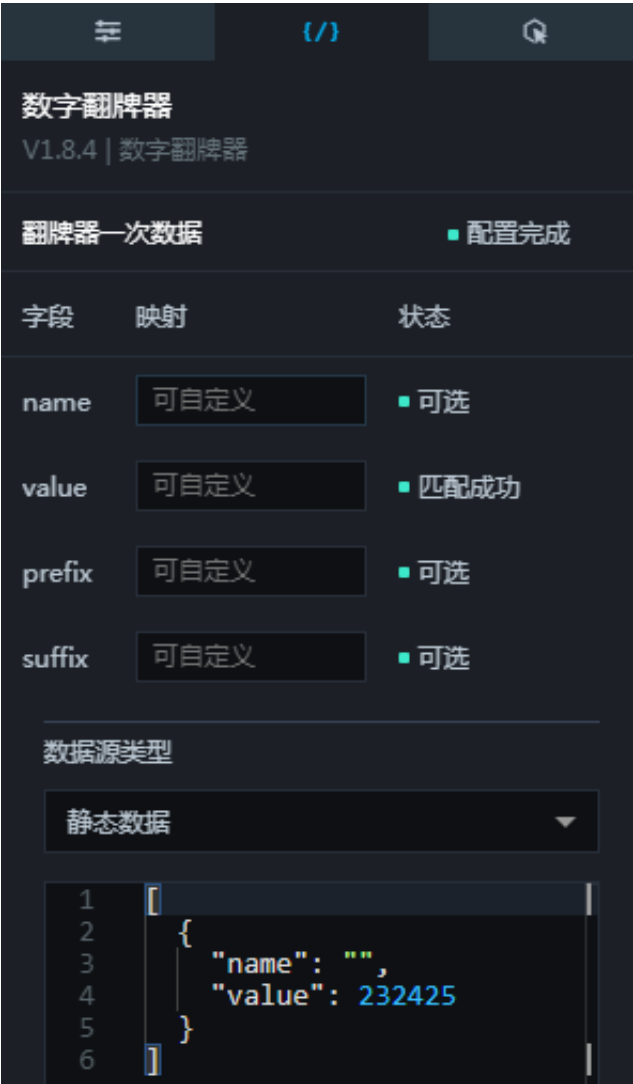 {/}
数字翻牌器
V1.8.4 | 数字翻牌器
翻牌器一次数据 配置完成
字段 映射 状态
name 可自定义 可选
value 可自定义 匹配成功
prefix 可自定义 可选
suffix 可自定义 可选
数据源类型
静态数据
1 [
2 {
3 "name": "",
4 "value": 232425
5 }
6 ]